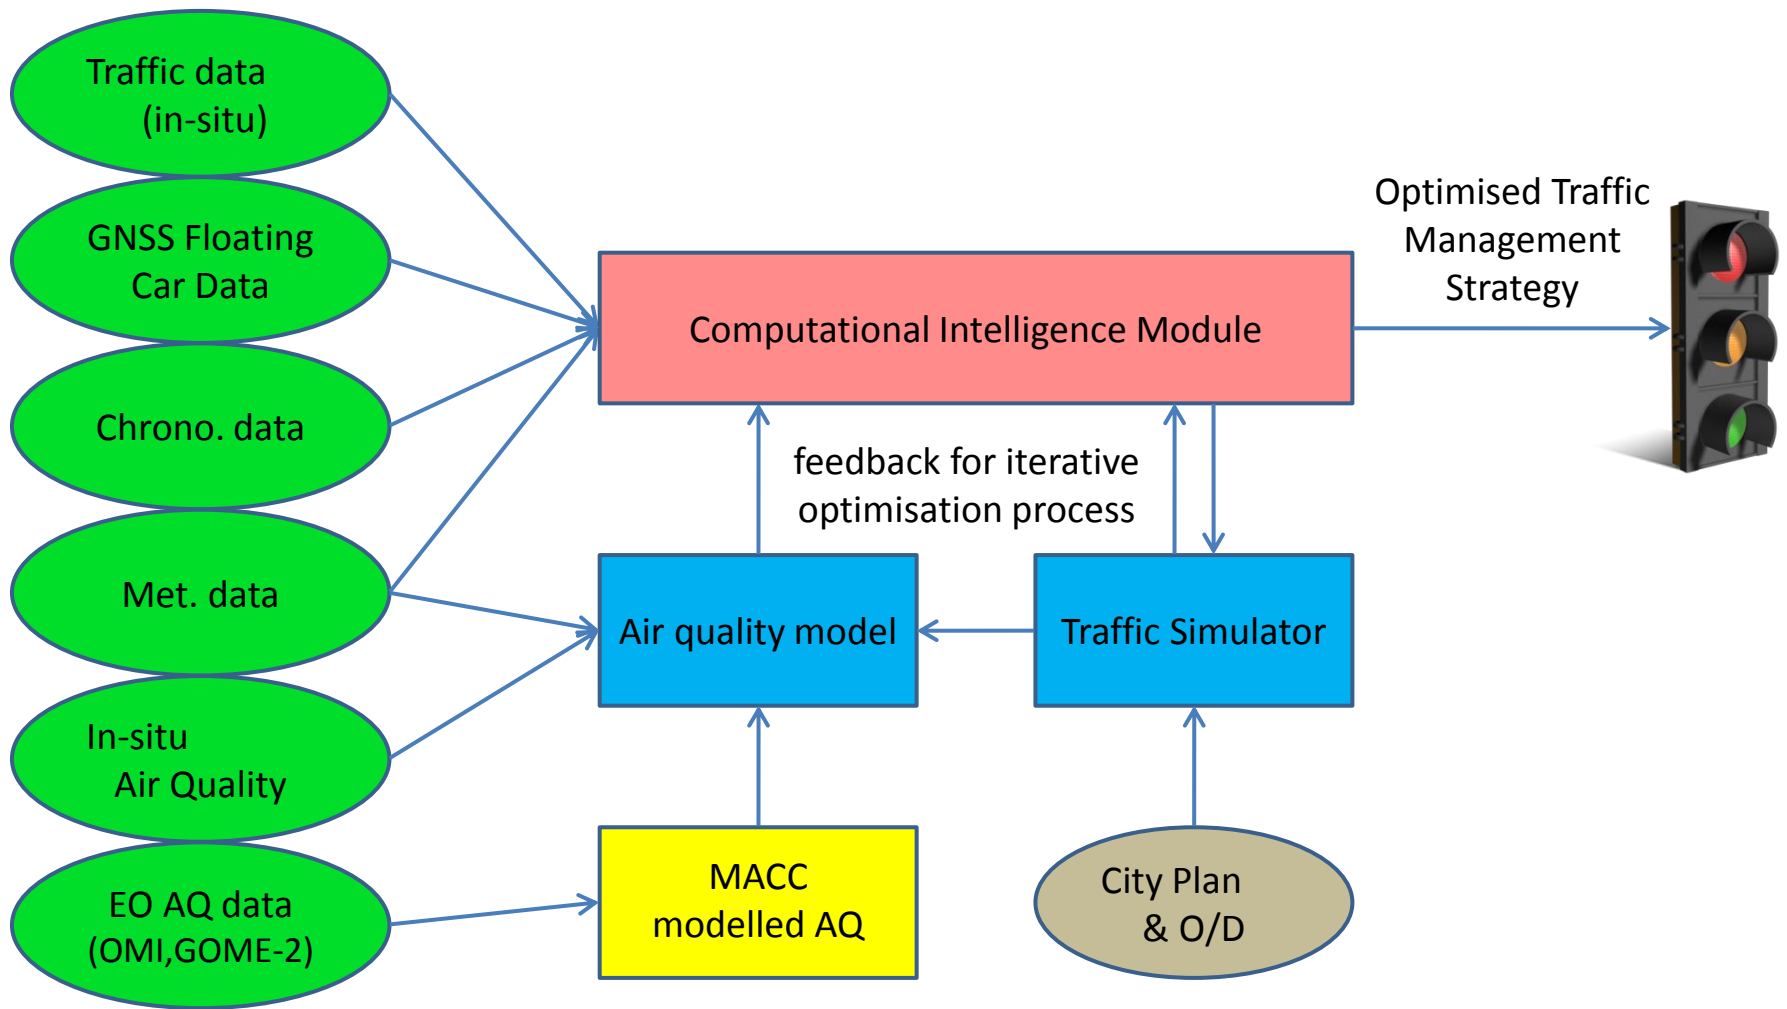 Traffic data
(in-situ)
GNSS Floating
Car Data
Chrono. data
Met. data
In-situ
Air Quality
EO AQ data
(OMI,GOME-2)
Computational Intelligence Module
feedback for iterative
optimisation process
Air quality model
Traffic Simulator
MACC
modelled AQ
City Plan
& O/D
Optimised Traffic
Management
Strategy